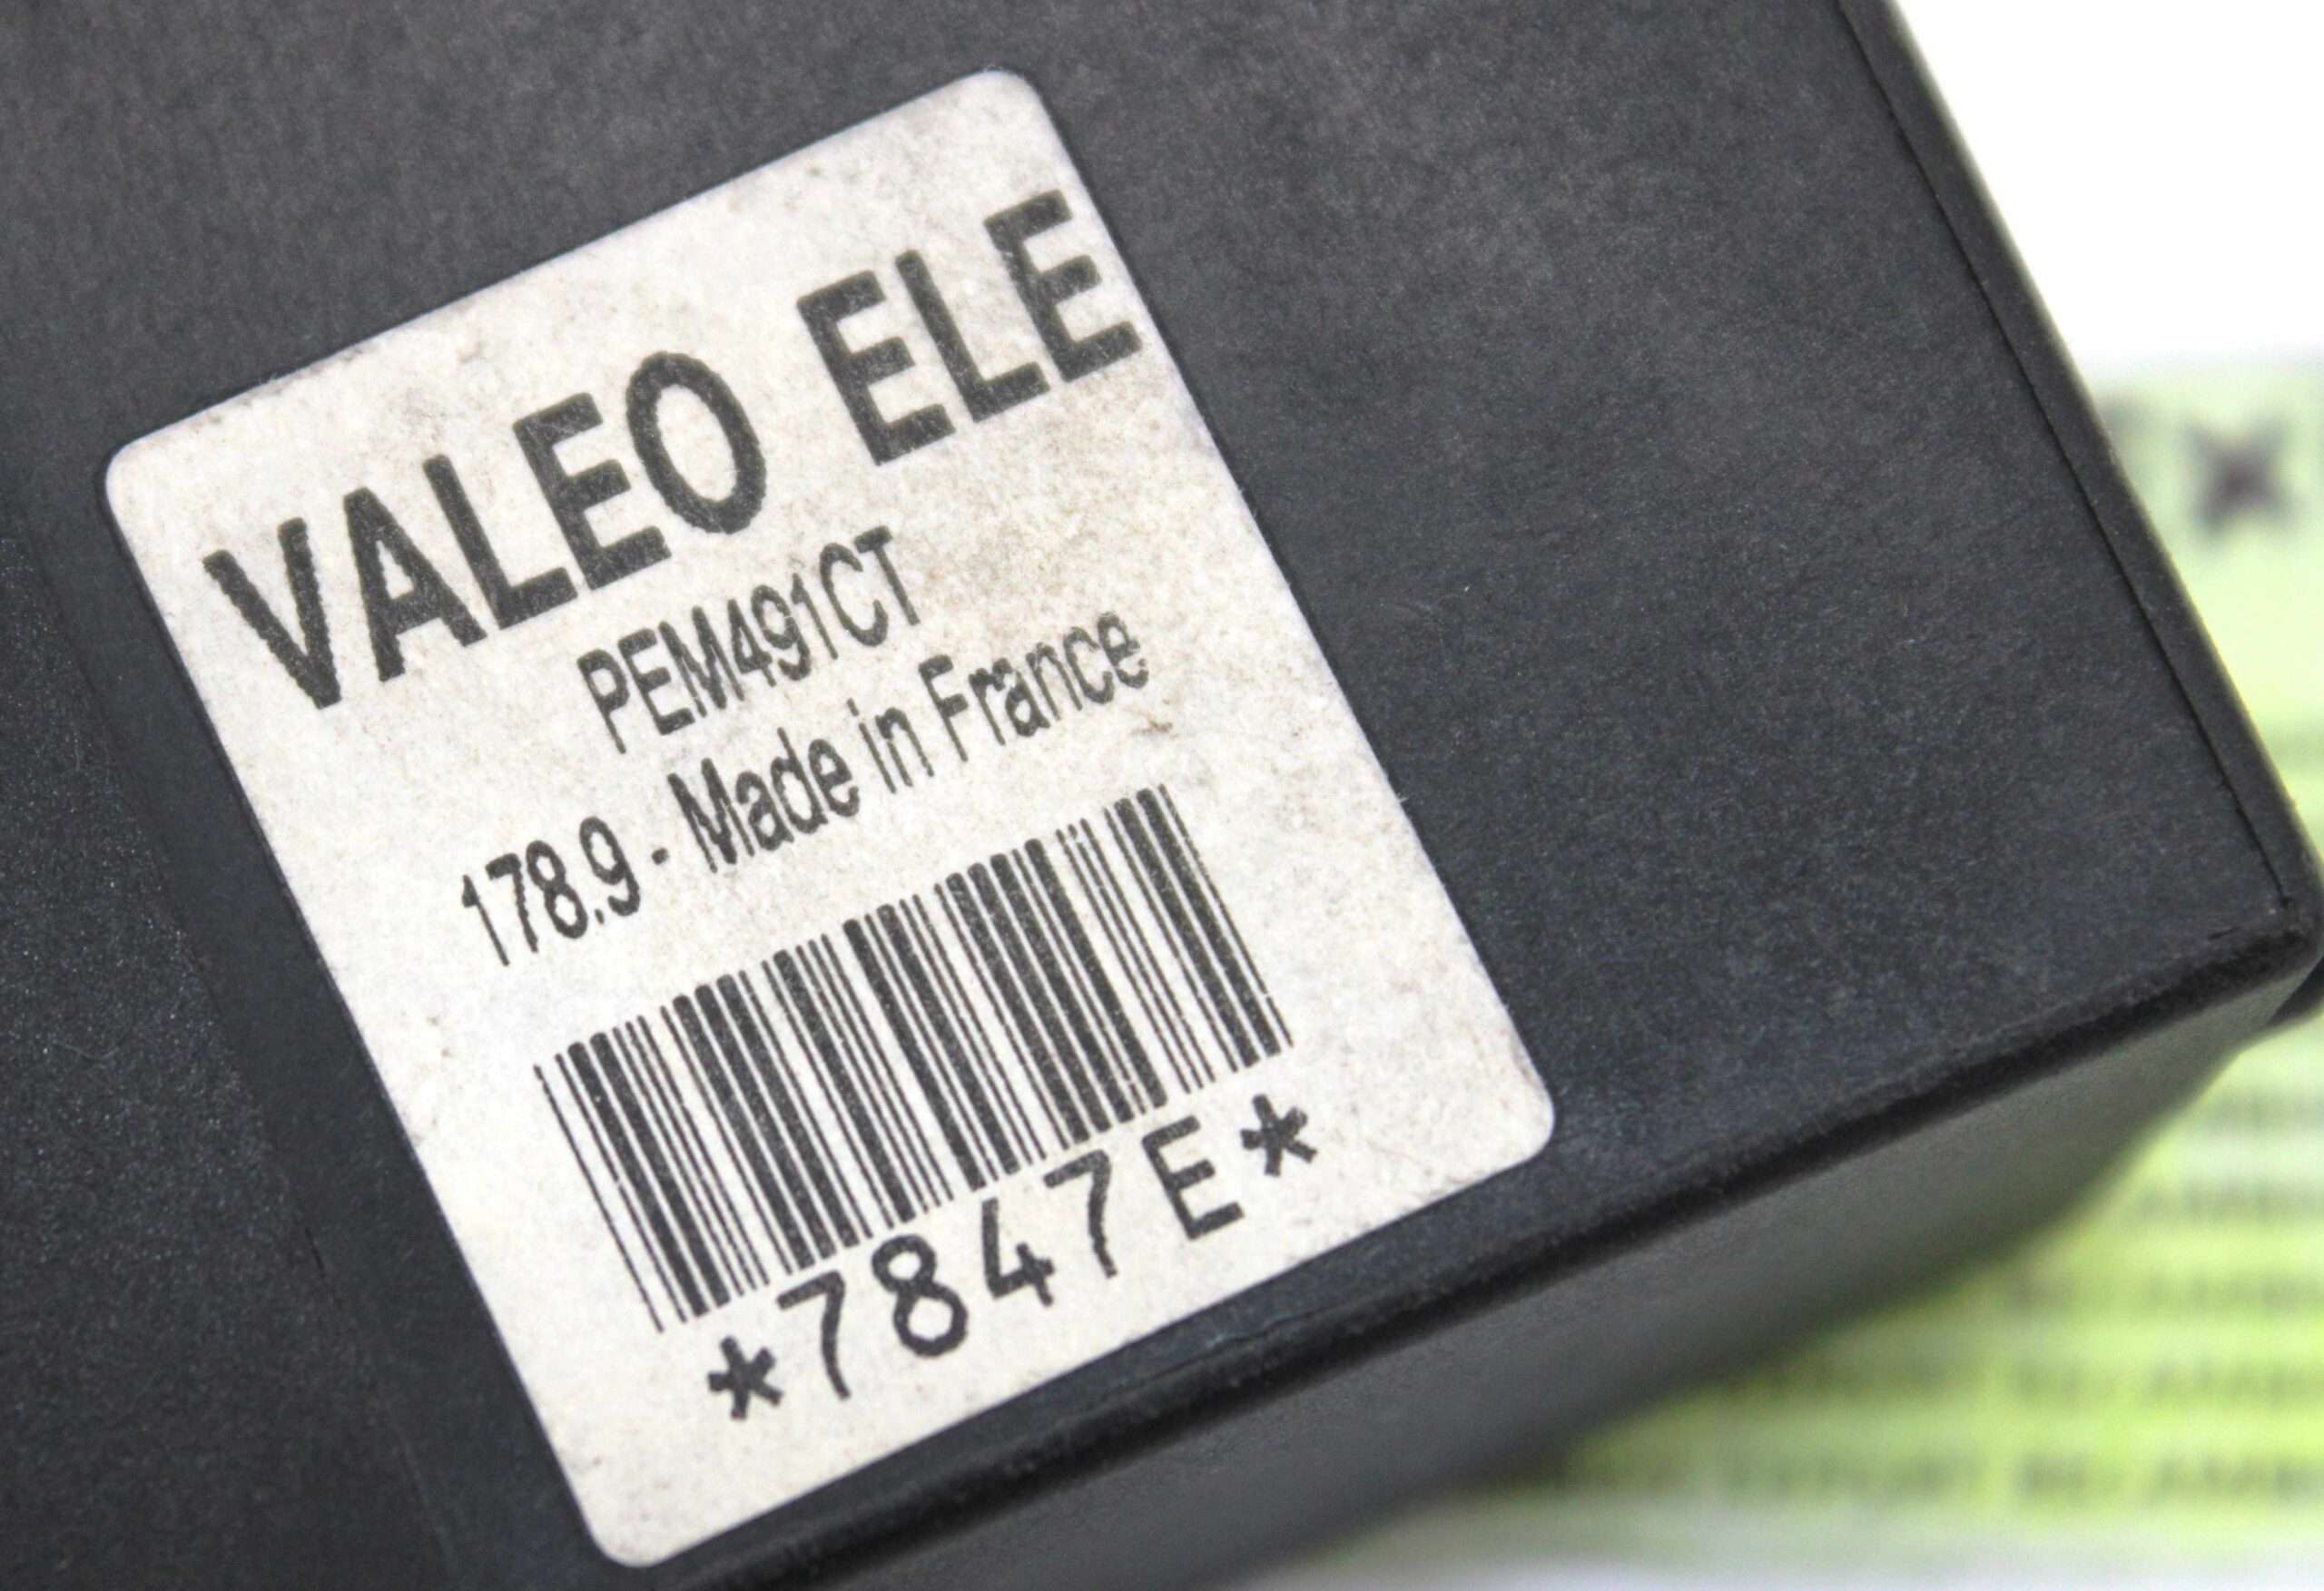 VALEO ELE
PEM491CT
178.9 - Made in France
*7847E*